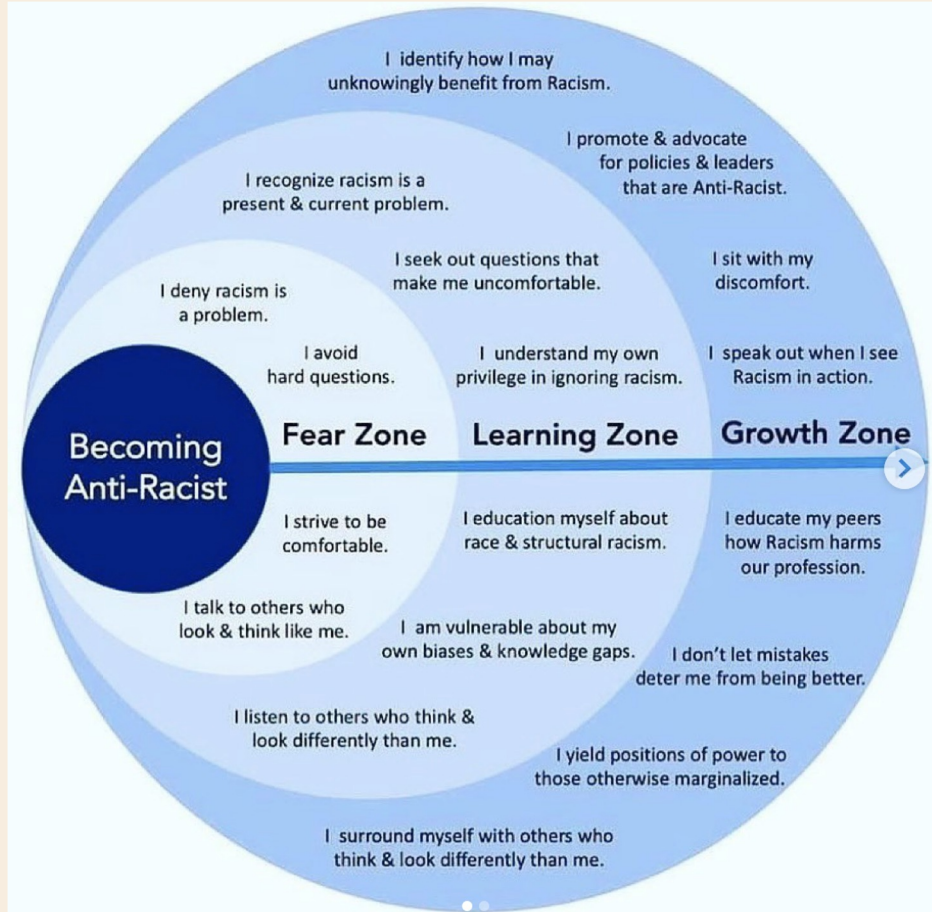 I identify how I may
unknowingly benefit from Racism.
I promote & advocate
for policies & leaders
that are Anti-Racist.
I recognize racism is a
present & current problem.
I seek out questions that
make me uncomfortable.
I sit with my
discomfort.
I deny racism is
a problem.
I avoid
hard questions.
I understand my own
privilege in ignoring racism.
I speak out when I see
Racism in action.
Becoming
Anti-Racist
Fear Zone
Learning Zone
Growth Zone
I strive to be
comfortable.
I education myself about
race & structural racism.
I educate my peers
how Racism harms
our profession.
I talk to others who
look & think like me.
I am vulnerable about my
own biases & knowledge gaps.
I don't let mistakes
deter me from being better.
I listen to others who think &
look differently than me.
I yield positions of power to
those otherwise marginalized.
I surround myself with others who
think & look differently than me.